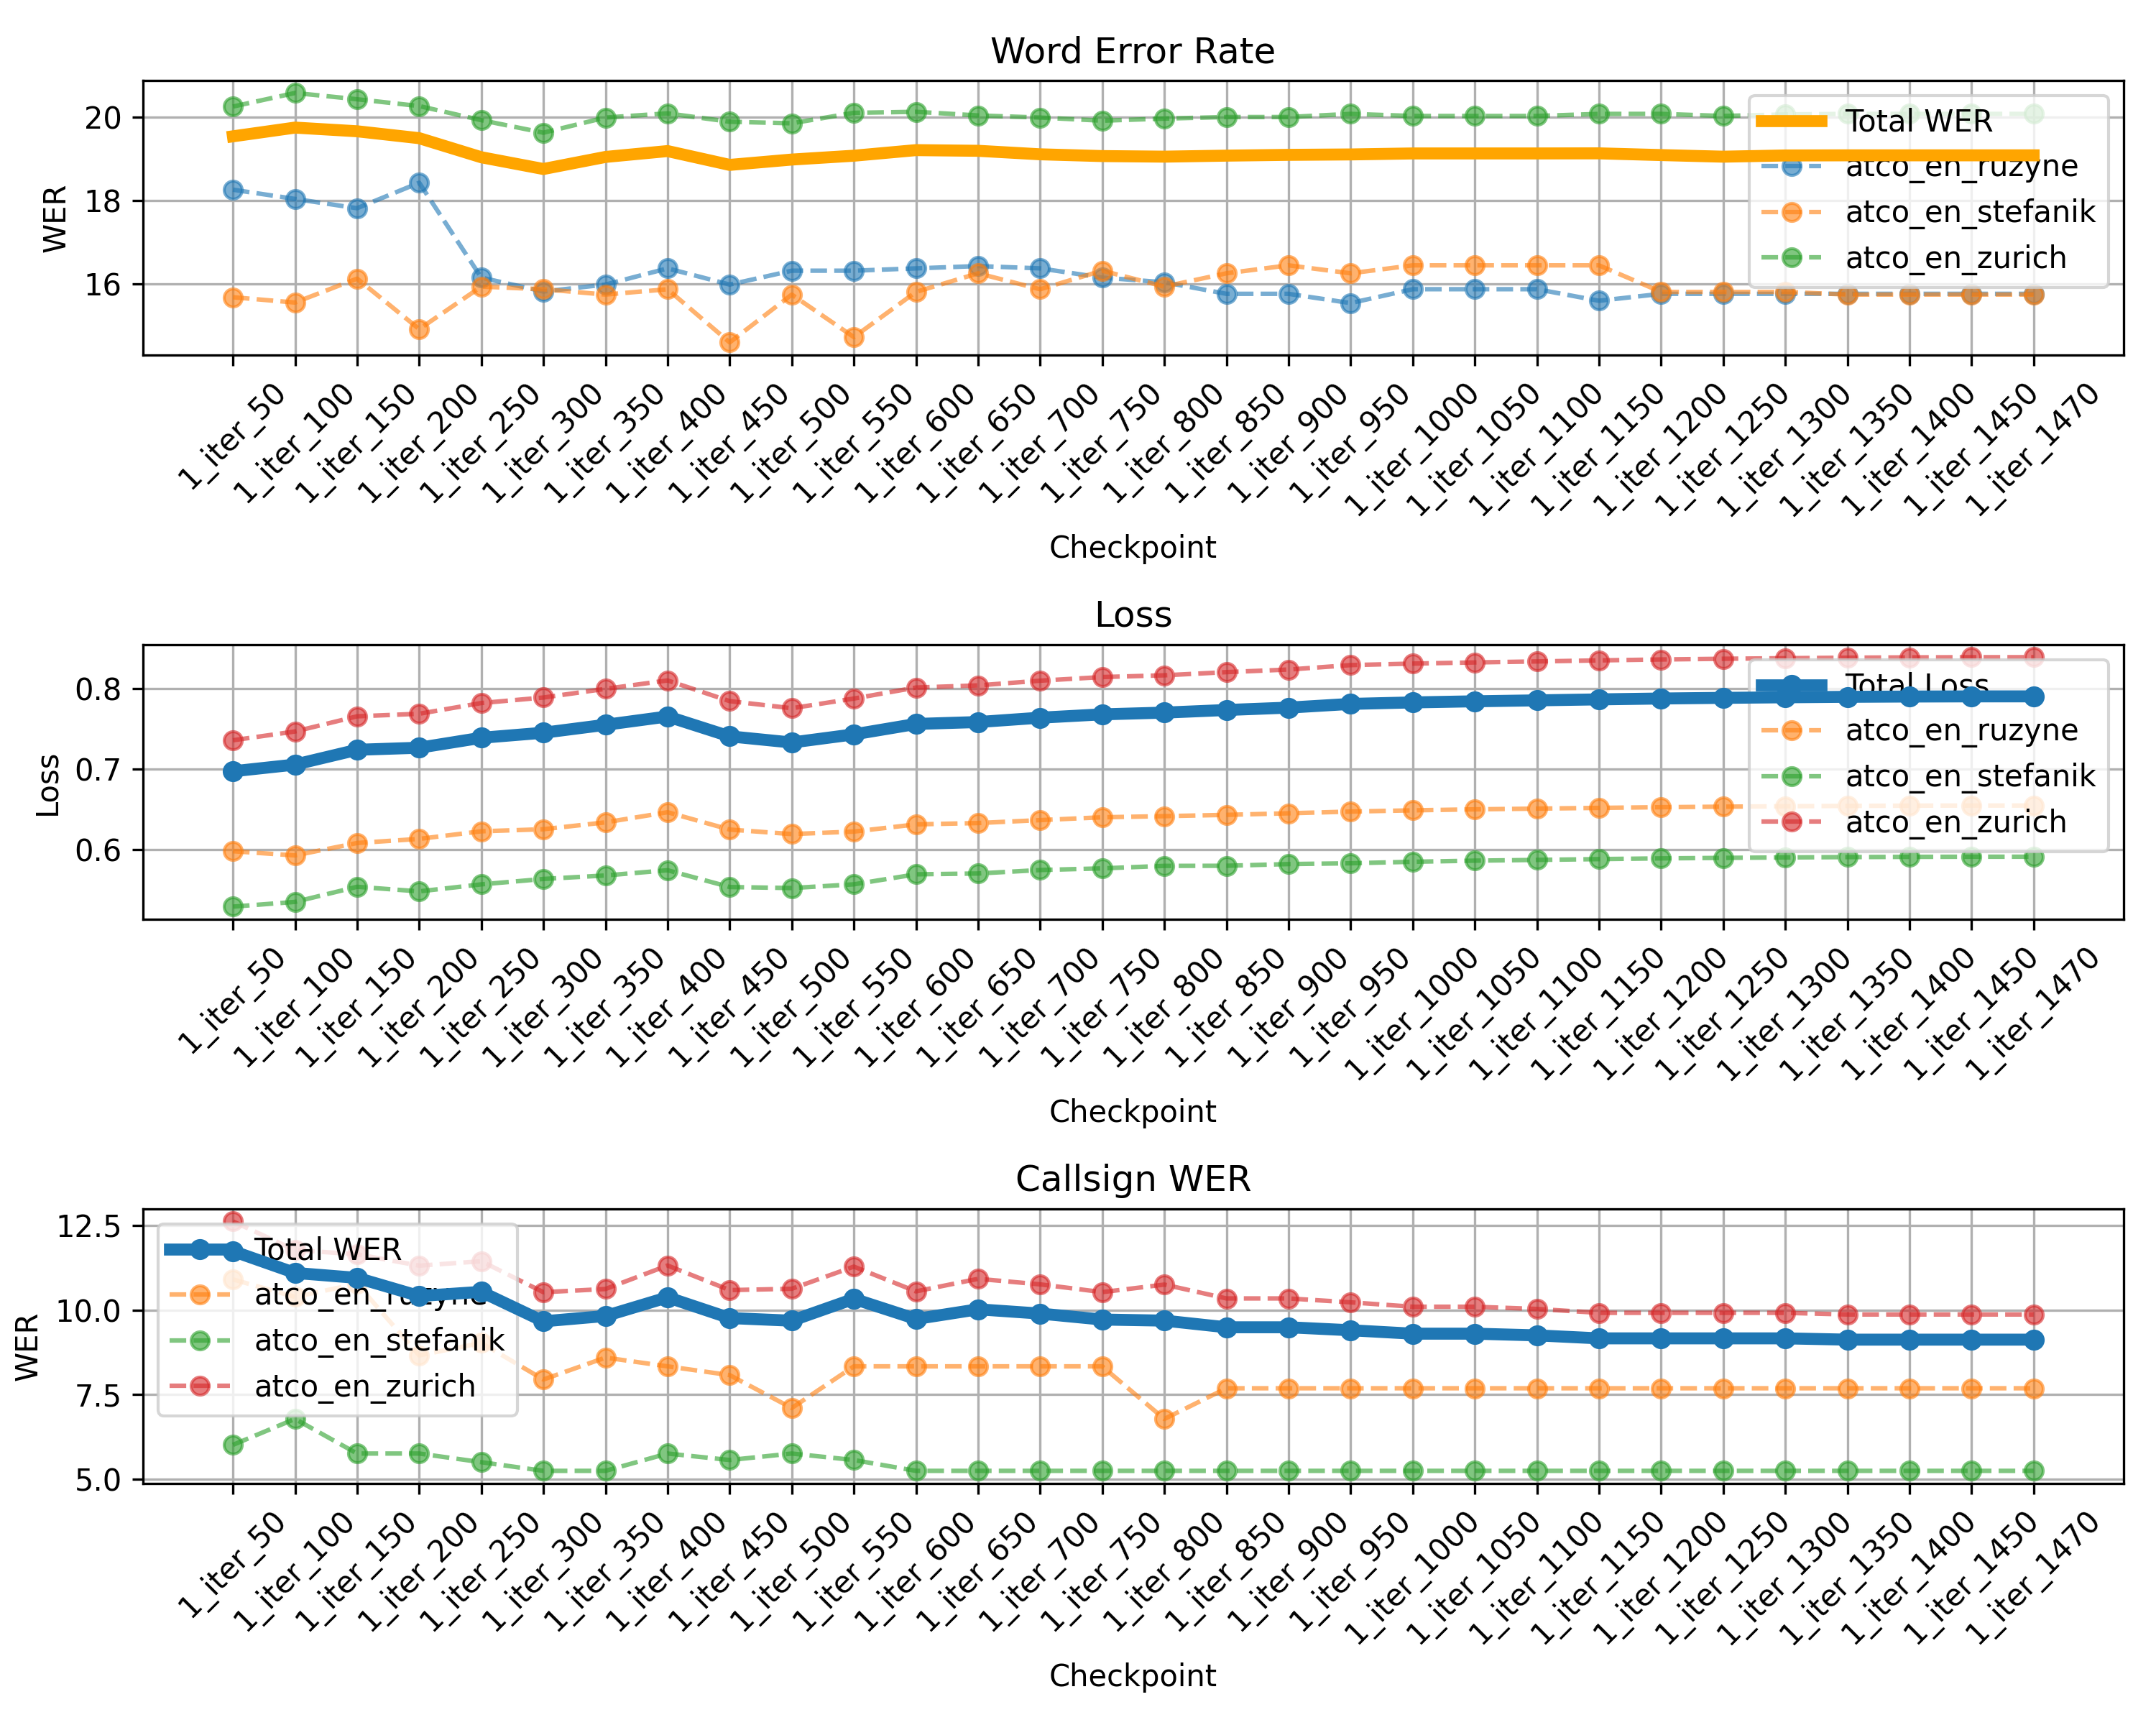 Word Error Rate
WER
20
18
16
Total WER
atco_en_ruzyne
atco_en_stefanik
atco_en_zurich
1_iter_50
1_iter_100
1_iter_150
1_iter_200
1_iter_250
1_iter_300
1_iter_350
1_iter_400
1_iter_450
1_iter_500
1_iter_550
1_iter_600
1_iter_650
1_iter_700
1_iter_750
1_iter_800
1_iter_850
1_iter_900
1_iter_950
1_iter_1000
1_iter_1050
1_iter_1100
1_iter_1150
1_iter_1200
1_iter_1250
1_iter_1300
1_iter_1350
1_iter_1400
1_iter_1450
1_iter_1470
Checkpoint
Loss
Loss
0.8
0.7
0.6
Total Loss
atco_en_ruzyne
atco_en_stefanik
atco_en_zurich
1_iter_50
1_iter_100
1_iter_150
1_iter_200
1_iter_250
1_iter_300
1_iter_350
1_iter_400
1_iter_450
1_iter_500
1_iter_550
1_iter_600
1_iter_650
1_iter_700
1_iter_750
1_iter_800
1_iter_850
1_iter_900
1_iter_950
1_iter_1000
1_iter_1050
1_iter_1100
1_iter_1150
1_iter_1200
1_iter_1250
1_iter_1300
1_iter_1350
1_iter_1400
1_iter_1450
1_iter_1470
Checkpoint
Callsign WER
WER
12.5
10.0
7.5
5.0
Total WER
atco_en_ruzyne
atco_en_stefanik
atco_en_zurich
1_iter_50
1_iter_100
1_iter_150
1_iter_200
1_iter_250
1_iter_300
1_iter_350
1_iter_400
1_iter_450
1_iter_500
1_iter_550
1_iter_600
1_iter_650
1_iter_700
1_iter_750
1_iter_800
1_iter_850
1_iter_900
1_iter_950
1_iter_1000
1_iter_1050
1_iter_1100
1_iter_1150
1_iter_1200
1_iter_1250
1_iter_1300
1_iter_1350
1_iter_1400
1_iter_1450
1_iter_1470
Checkpoint